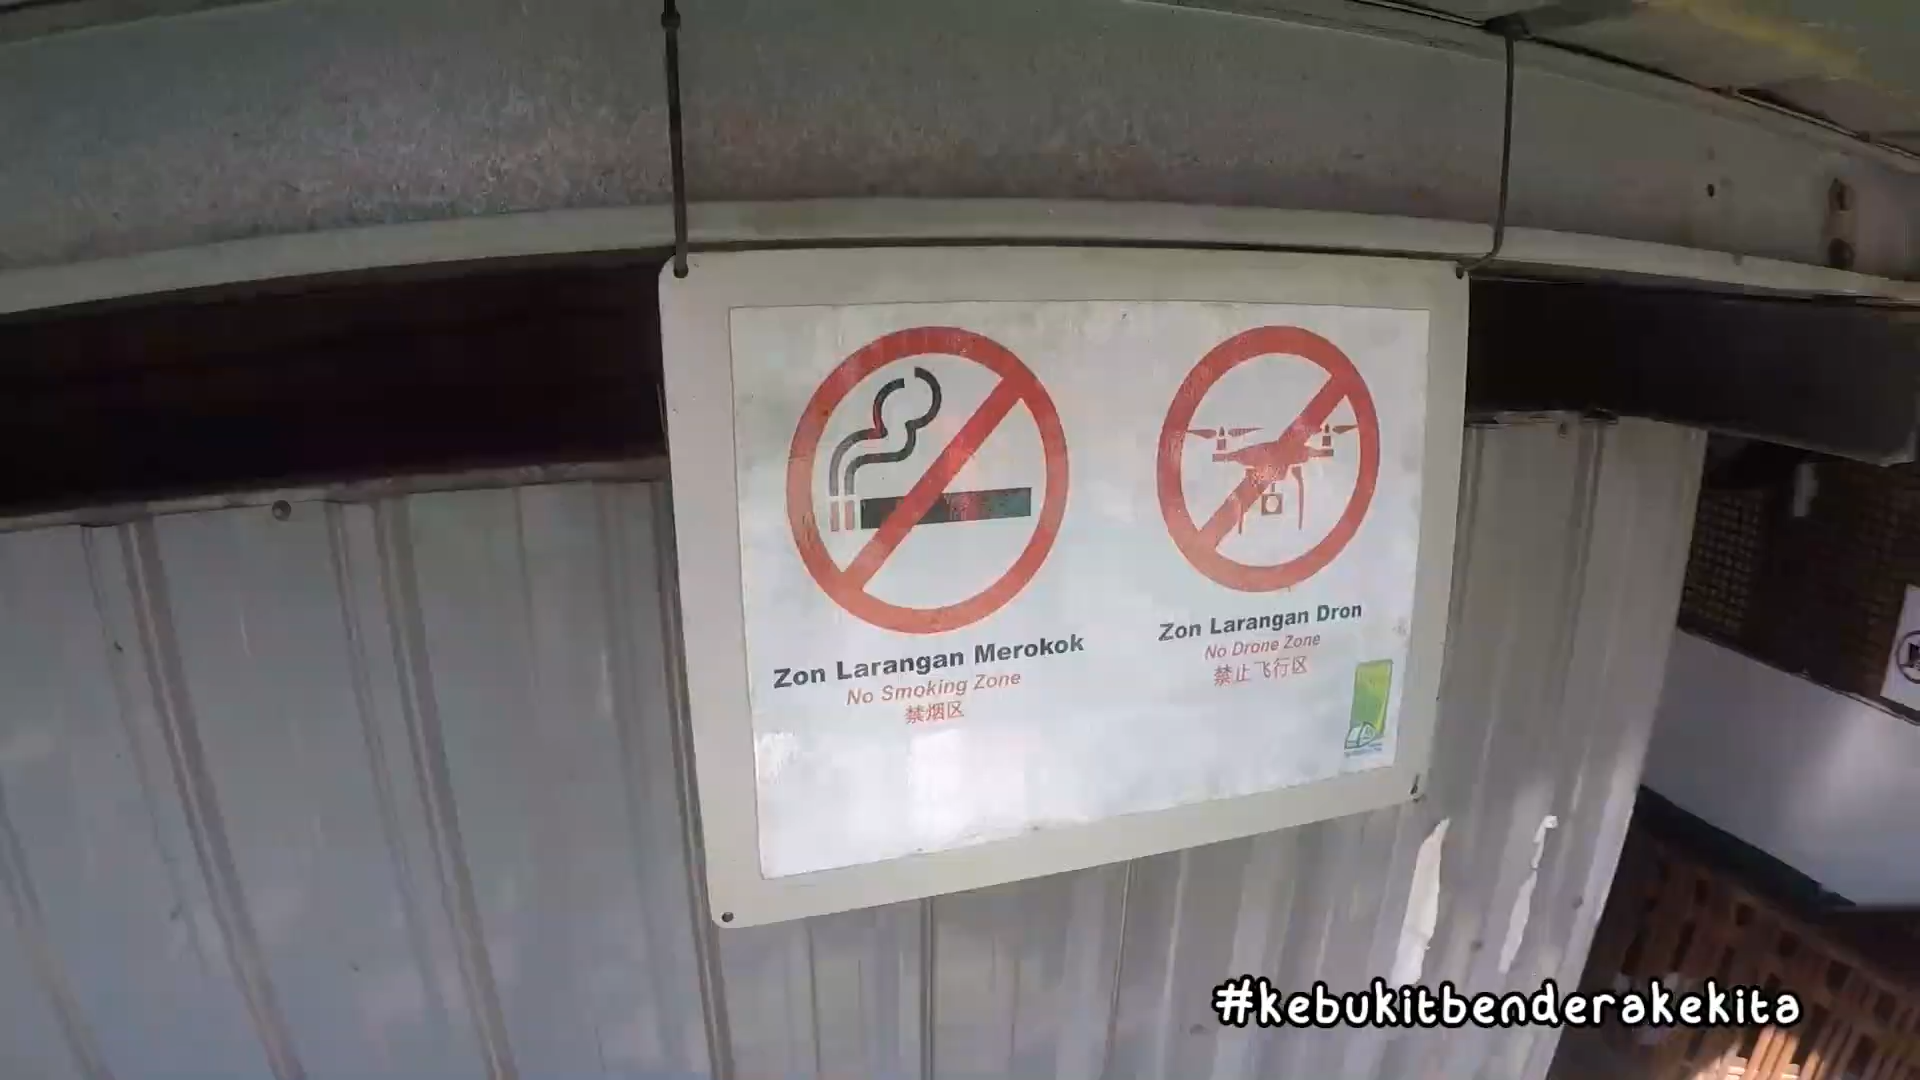 Zon Larangan Merokok
No Smoking Zone
禁烟区
Zon Larangan Dron
No Drone Zone
禁止飞行区
#kebukitbenderakekita